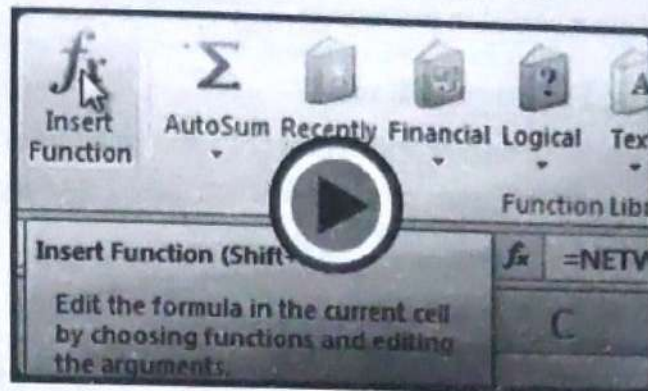 fx
Σ
?
A
Insert
Function
AutoSum Recently Financial Logical
Function
Insert Function (Shift+
fx =NETW
Edit the formula in the current cell
by choosing functions and editing
the arguments.
C